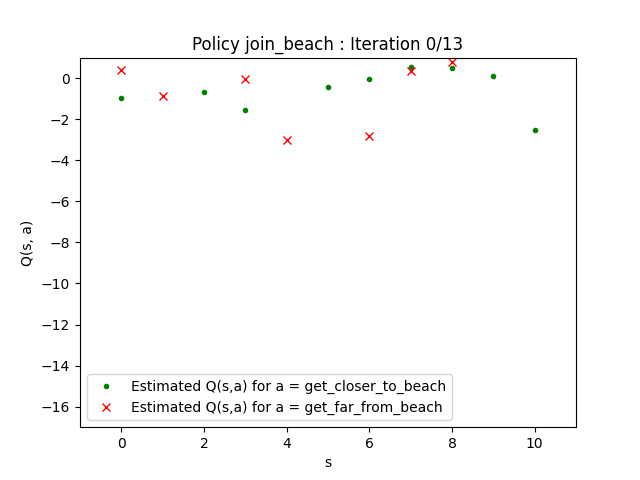 Policy join_beach : Iteration 0/13
Q(s, a)
0
−2
−4
−6
−8
−10
−12
−14
−16
Estimated Q(s,a) for a = get_closer_to_beach
Estimated Q(s,a) for a = get_far_from_beach
0 2 4 6 8 10
s